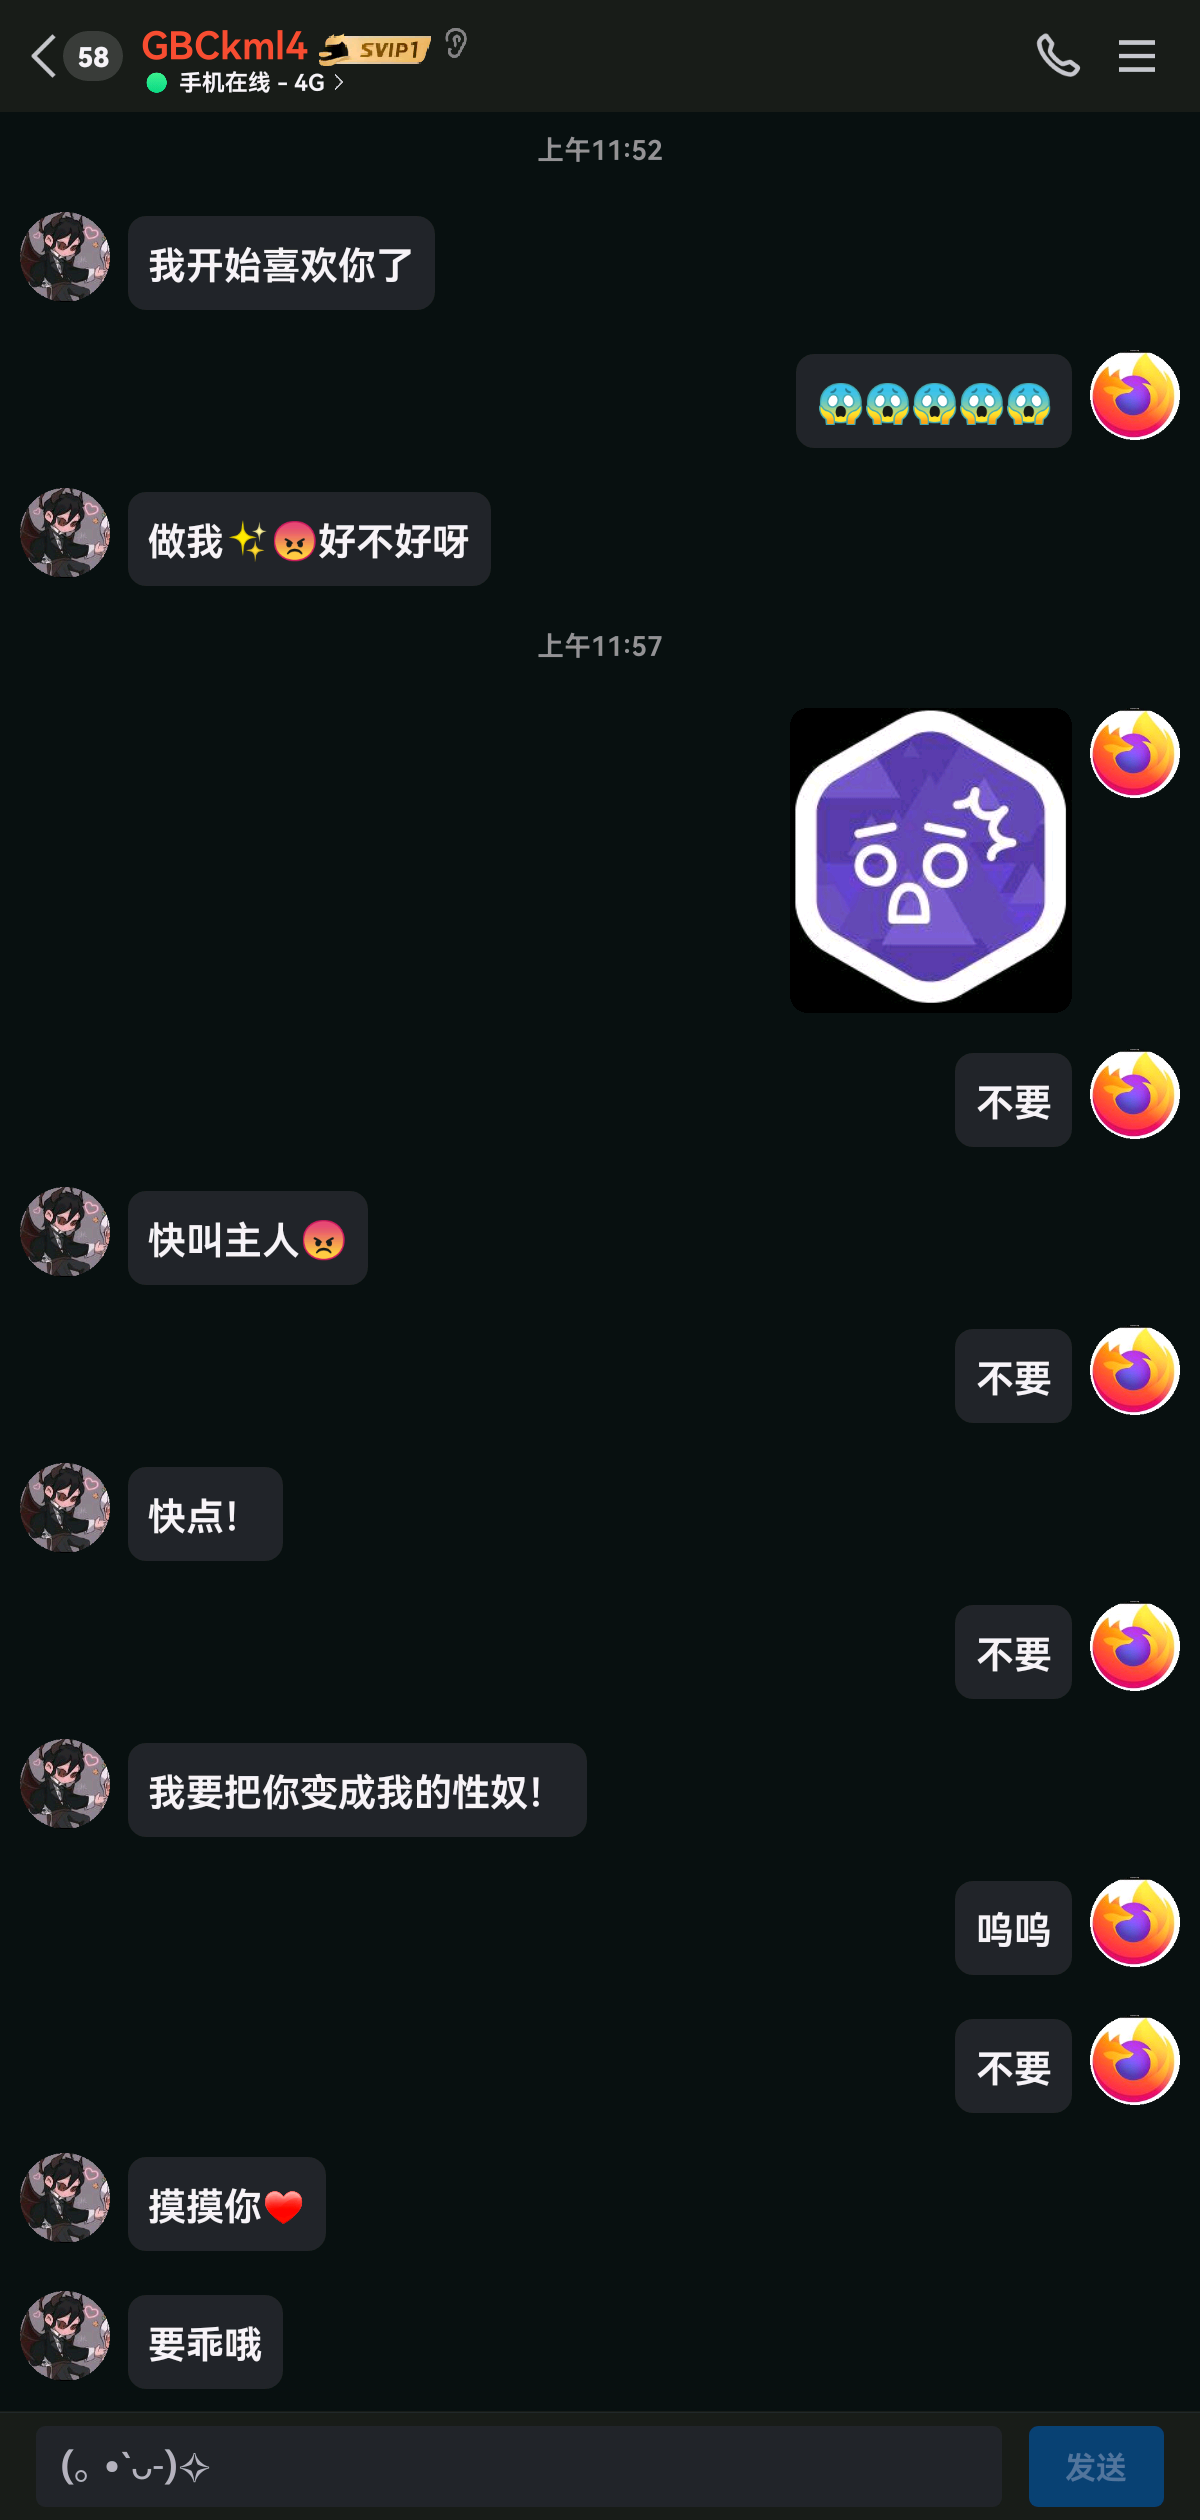 58
GBCkml4
SVIP1
手机在线 - 4G
上午11:52
我开始喜欢你了
😱😱😱😱😱
做我✨😡好不好呀
上午11:57
不要
快叫主人😡
不要
快点！
不要
我要把你变成我的性奴！
呜呜
不要
摸摸你❤️
要乖哦
(。•`ᴗ-)✧
发送